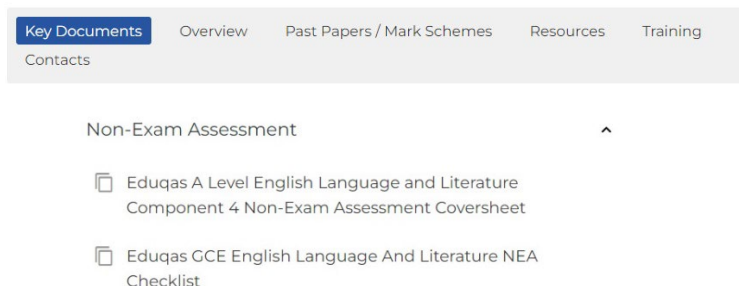 Key Documents Overview Past Papers / Mark Schemes Resources Training
Contacts
Non-Exam Assessment
Eduqas A Level English Language and Literature
Component 4 Non-Exam Assessment Coversheet
Eduqas GCE English Language And Literature NEA
Checklist